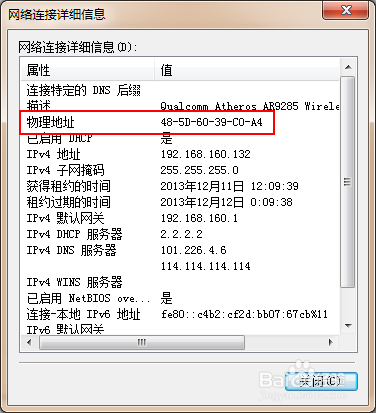 网络连接详细信息
网络连接详细信息(D):
属性 值
连接特定的 DNS 后缀
描述 Qualcomm Atheros AR9285 Wirele
物理地址 48-5D-60-39-C0-A4
已启用 DHCP 是
IPv4 地址 192.168.160.132
IPv4 子网掩码 255.255.255.0
获得租约的时间 2013年12月11日 12:09:39
租约过期的时间 2013年12月12日 0:09:38
IPv4 默认网关 192.168.160.1
IPv4 DHCP 服务器 2.2.2.2
IPv4 DNS 服务器 101.226.4.6
114.114.114.114
IPv4 WINS 服务器
已启用 NetBIOS ove... 是
连接-本地 IPv6 地址 fe80::c4b2:cf2d:bb07:67cb%11
IPv6 默认网关
关闭(C)